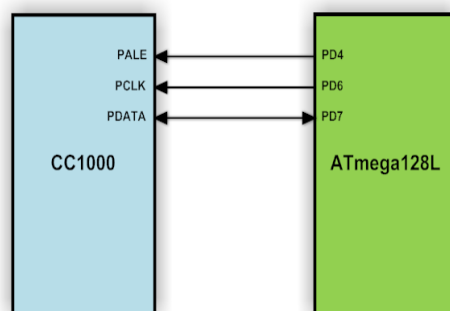 PALE PD4
PCLK PD6
PDATA PD7
CC1000 ATmega128L